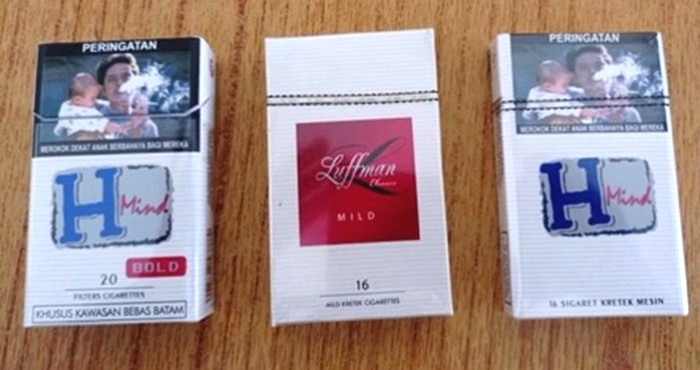 PERINGATAN
MEROKOK DEKAT ANAK BERBAHAYA BAGI MEREKA
H Mind
BOLD
20
FILTERS CIGARETTES
KHUSUS KAWASAN BEBAS BATAM
Luffman
MILD
16
MILD KRETEK CIGARETTES
PERINGATAN
MEROKOK DEKAT ANAK BERBAHAYA BAGI MEREKA
H Mind
16 SIGARET KRETEK MESIN